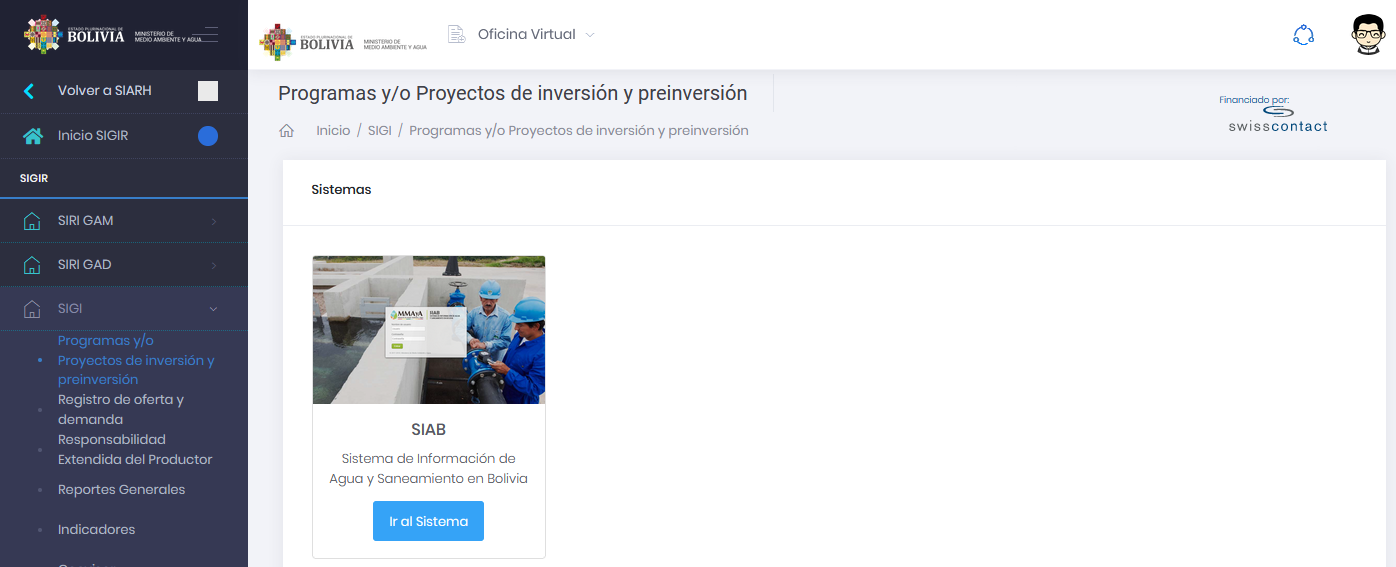 ESTADO PLURINACIONAL DE
BOLIVIA
MINISTERIO DE
MEDIO AMBIENTE Y AGUA
Volver a SIARH
Inicio SIGIR
SIGIR
SIRI GAM
SIRI GAD
SIGI
Programas y/o
Proyectos de inversión y
preinversión
Registro de oferta y
demanda
Responsabilidad
Extendida del Productor
Reportes Generales
Indicadores
ESTADO PLURINACIONAL DE
BOLIVIA
MINISTERIO DE
MEDIO AMBIENTE Y AGUA
Oficina Virtual
Programas y/o Proyectos de inversión y preinversión
Inicio / SIGI / Programas y/o Proyectos de inversión y preinversión
Financiado por:
swisscontact
Sistemas
MMAyA
SIAB
SIAB
Sistema de Información de
Agua y Saneamiento en Bolivia
Ir al Sistema